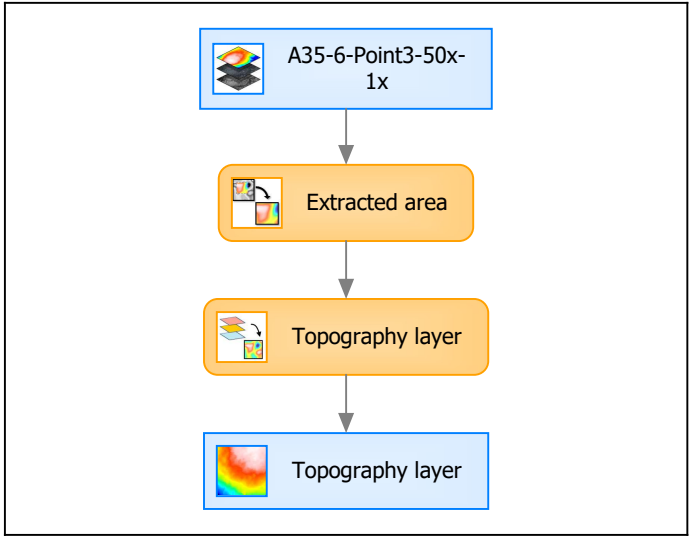 A35-6-Point3-50x-
1x
Extracted area
Topography layer
Topography layer